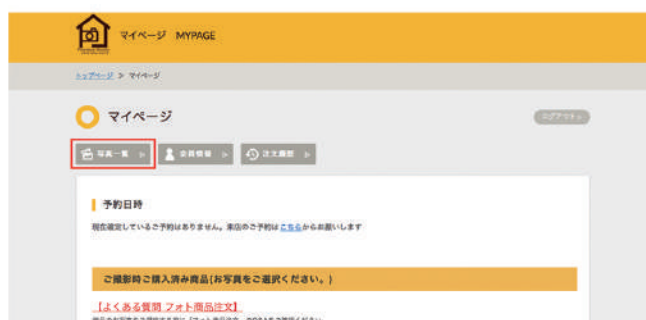 マイページ MYPAGE
トップページ > マイページ
マイページ
ログアウト
写真一覧
会員情報
注文履歴
予約日時
現在確定しているご予約はありません。来店のご予約はこちらからお願いします
ご撮影時ご購入済み商品(お写真をご選択ください。)
【よくある質問 フォト商品注文】